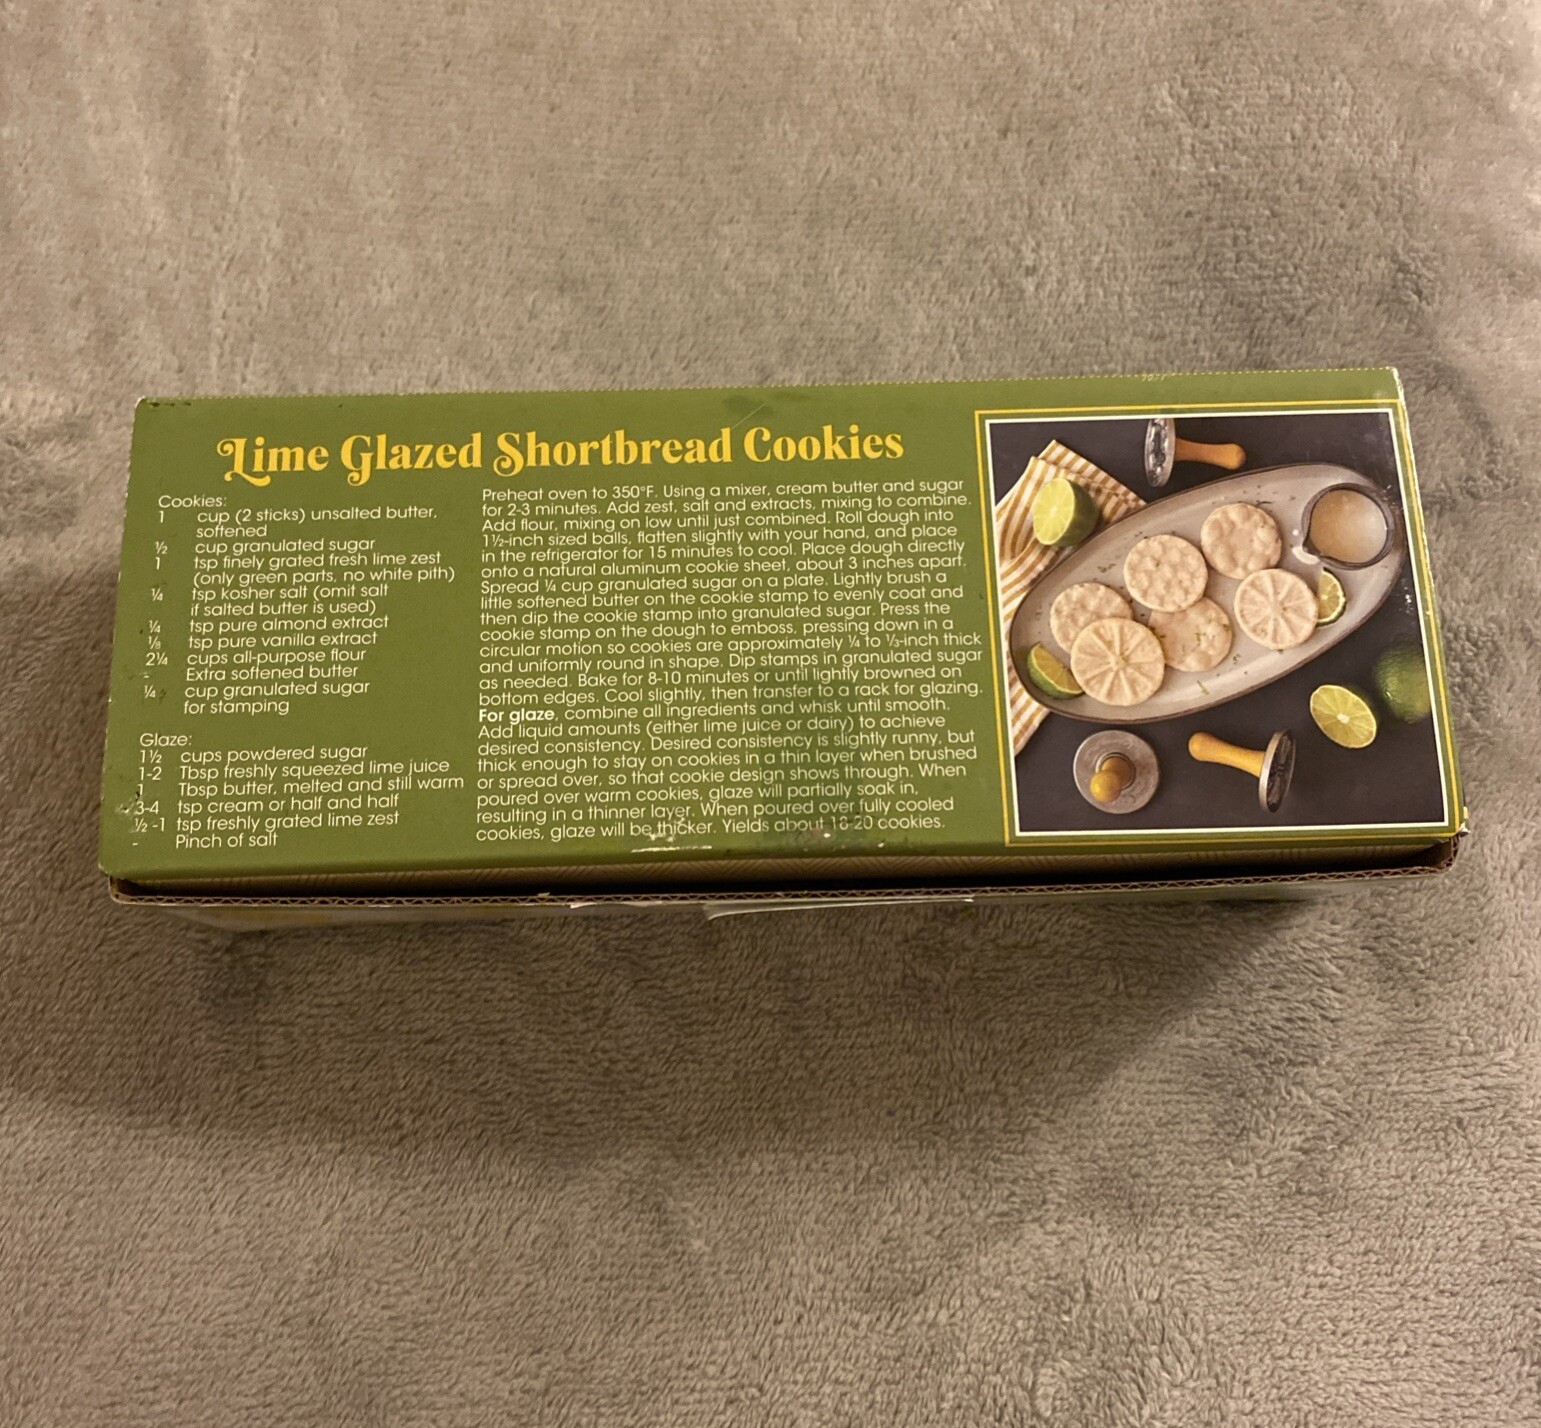 Lime Glazed Shortbread Cookies
Cookies:
1 cup (2 sticks) unsalted butter,
softened
½ cup granulated sugar
1 tsp finely grated fresh lime zest
(only green parts, no white pith)
¼ tsp kosher salt (omit salt
if salted butter is used)
¼ tsp pure almond extract
⅛ tsp pure vanilla extract
2¼ cups all-purpose flour
- Extra softened butter
¼ cup granulated sugar
for stamping
Glaze:
1½ cups powdered sugar
1-2 Tbsp freshly squeezed lime juice
1 Tbsp butter, melted and still warm
3-4 tsp cream or half and half
½ -1 tsp freshly grated lime zest
- Pinch of salt
Preheat oven to 350°F. Using a mixer, cream butter and sugar
for 2-3 minutes. Add zest, salt and extracts, mixing to combine.
Add flour, mixing on low until just combined. Roll dough into
1½-inch sized balls, flatten slightly with your hand, and place
in the refrigerator for 15 minutes to cool. Place dough directly
onto a natural aluminum cookie sheet, about 3 inches apart.
Spread ¼ cup granulated sugar on a plate. Lightly brush a
little softened butter on the cookie stamp to evenly coat and
then dip the cookie stamp into granulated sugar. Press the
cookie stamp on the dough to emboss, pressing down in a
circular motion so cookies are approximately ¼ to ½-inch thick
and uniformly round in shape. Dip stamps in granulated sugar
as needed. Bake for 8-10 minutes or until lightly browned on
bottom edges. Cool slightly, then transfer to a rack for glazing.
For glaze, combine all ingredients and whisk until smooth.
Add liquid amounts (either lime juice or dairy) to achieve
desired consistency. Desired consistency is slightly runny, but
thick enough to stay on cookies in a thin layer when brushed
or spread over, so that cookie design shows through. When
poured over warm cookies, glaze will partially soak in,
resulting in a thinner layer. When poured over fully cooled
cookies, glaze will be thicker. Yields about 18-20 cookies.